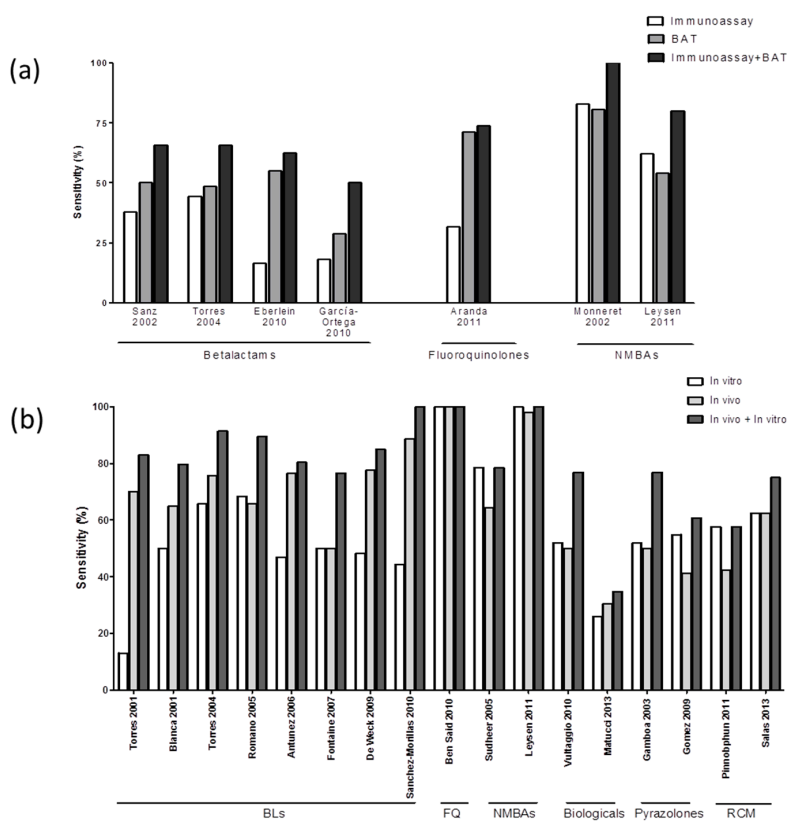 (a)
Immunoassay
BAT
Immunoassay+BAT
Sensitivity (%)
100
75
50
25
0
Sanz 2002
Torres 2004
Eberlein 2010
García-Ortega 2010
Aranda 2011
Monneret 2002
Leysen 2011
Betalactams
Fluoroquinolones
NMBAs
(b)
In vitro
In vivo
In vivo + In vitro
Sensitivity (%)
100
80
60
40
20
0
Torres 2001
Blanca 2001
Torres 2004
Romano 2005
Antunez 2006
Fontaine 2007
De Weck 2009
Sanchez-Morillas 2010
Ben Said 2010
Sudheer 2005
Leysen 2011
Vultaggio 2010
Matucci 2013
Gamboa 2003
Gomez 2009
Pinnobphun 2011
Salas 2013
BLs
FQ
NMBAs
Biologicals
Pyrazolones
RCM